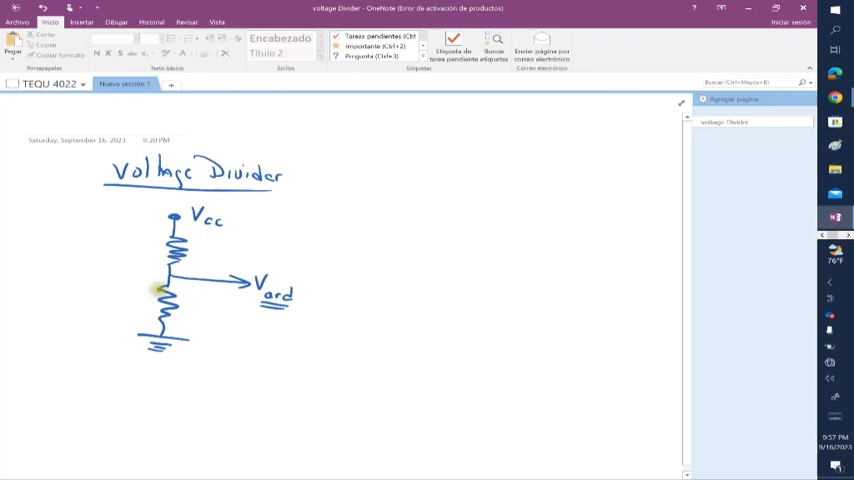 voltage Divider - OneNote (Error de activación de productos)
Archivo Inicio Insertar Dibujar Historial Revisar Vista Iniciar sesión
Pegar
Cortar
Copiar
Copiar formato
Portapapeles
N K S abc
Encabezado
Título 2
Estilos
Tareas pendientes (Ctrl
Importante (Ctrl+2)
Pregunta (Ctrl+3)
Etiqueta de
tarea pendiente
Buscar
etiquetas
Etiquetas
Enviar página por
correo electrónico
Correo electrónico
TEQU 4022 Nueva sección 1 +
Buscar (Ctrl+Mayús+B)
Agregar página
voltage Divider
Saturday, September 16, 2023 9:20 PM
Voltage Divider
Vcc
Vard
76°F
9:57 PM
9/16/2023